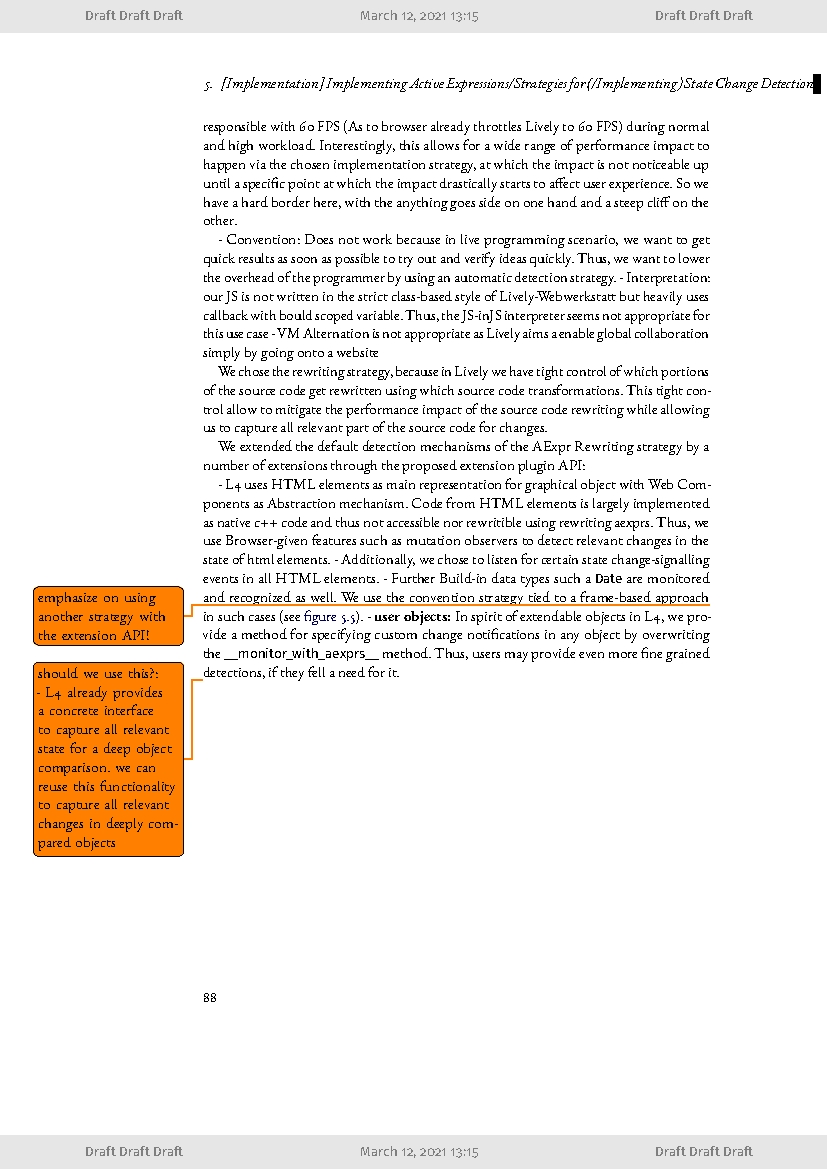 Draft Draft Draft March 12, 2021 13:15 Draft Draft Draft
5. [Implementation] Implementing Active Expressions/Strategies for (/Implementing) State Change Detection
responsible with 60 FPS (As to browser already throttles Lively to 60 FPS) during normal
and high workload. Interestingly, this allows for a wide range of performance impact to
happen via the chosen implementation strategy, at which the impact is not noticeable up
until a specific point at which the impact drastically starts to affect user experience. So we
have a hard border here, with the anything goes side on one hand and a steep cliff on the
other.
- Convention: Does not work because in live programming scenario, we want to get
quick results as soon as possible to try out and verify ideas quickly. Thus, we want to lower
the overhead of the programmer by using an automatic detection strategy. - Interpretation:
our JS is not written in the strict class-based style of Lively-Webwerkstatt but heavily uses
callback with bould scoped variable. Thus, the JS-inJS interpreter seems not appropriate for
this use case - VM Alternation is not appropriate as Lively aims a enable global collaboration
simply by going onto a website
We chose the rewriting strategy, because in Lively we have tight control of which portions
of the source code get rewritten using which source code transformations. This tight con-
trol allow to mitigate the performance impact of the source code rewriting while allowing
us to capture all relevant part of the source code for changes.
We extended the default detection mechanisms of the AExpr Rewriting strategy by a
number of extensions through the proposed extension plugin API:
- L4 uses HTML elements as main representation for graphical object with Web Com-
ponents as Abstraction mechanism. Code from HTML elements is largely implemented
as native c++ code and thus not accessible nor rewritible using rewriting aexprs. Thus, we
use Browser-given features such as mutation observers to detect relevant changes in the
state of html elements. - Additionally, we chose to listen for certain state change-signalling
events in all HTML elements. - Further Build-in data types such a Date are monitored
and recognized as well. We use the convention strategy tied to a frame-based approach
in such cases (see figure 5.5). - user objects: In spirit of extendable objects in L4, we pro-
vide a method for specifying custom change notifications in any object by overwriting
the __monitor_with_aexprs__ method. Thus, users may provide even more fine grained
detections, if they fell a need for it.
emphasize on using
another strategy with
the extension API!
should we use this?:
- L4 already provides
a concrete interface
to capture all relevant
state for a deep object
comparison. we can
reuse this functionality
to capture all relevant
changes in deeply com-
pared objects
88
Draft Draft Draft March 12, 2021 13:15 Draft Draft Draft